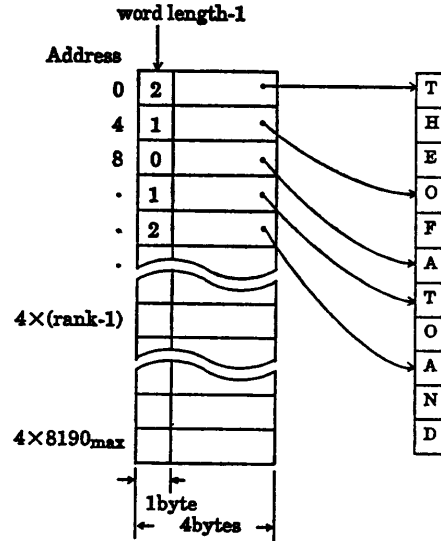 word length-1
Address
0 2 T
4 1 H
8 0 E
. 1 O
. 2 F
. A
T
4×(rank-1) O
A
N
4×8190max D
1byte
4bytes